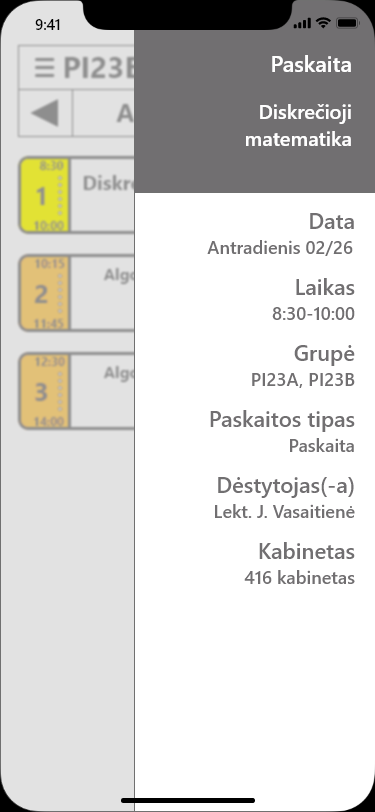 9:41
PI23B
A
8:30
1
10:00
Diskre
10:15
2
11:45
Algo
12:30
3
14:00
Algo
Paskaita
Diskrečioji
matematika
Data
Antradienis 02/26
Laikas
8:30-10:00
Grupė
PI23A, PI23B
Paskaitos tipas
Paskaita
Dėstytojas(-a)
Lekt. J. Vasaitienė
Kabinetas
416 kabinetas